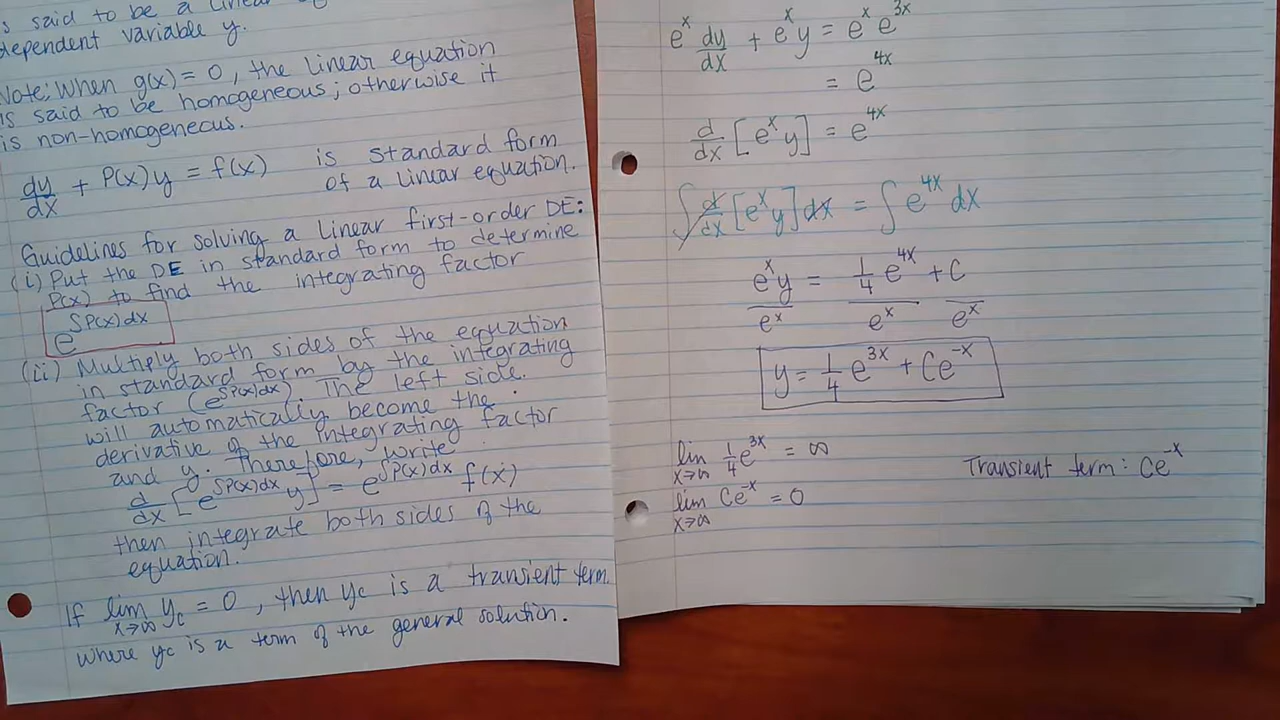 s said to be a linear
dependent variable y.
Note: When g(x) = 0, the linear equation
is said to be homogeneous; otherwise it
is non-homogeneous.
dy/dx + P(x)y = f(x) is standard form
of a linear equation.
Guidelines for solving a linear first-order DE:
(i) Put the DE in standard form to determine
P(x) to find the integrating factor
e^{∫P(x)dx}
(ii) Multiply both sides of the equation
in standard form by the integrating
factor (e^{∫P(x)dx}). The left side
will automatically become the
derivative of the integrating factor
and y. Therefore, write
d/dx [e^{∫P(x)dx} y] = e^{∫P(x)dx} f(x)
then integrate both sides of the
equation.
If lim_{x→∞} y_c = 0, then y_c is a transient term
where y_c is a term of the general solution.
e^x dy/dx + e^x y = e^x e^{3x}
= e^{4x}
d/dx [e^x y] = e^{4x}
∫ d/dx [e^x y] dx = ∫ e^{4x} dx
e^x y = 1/4 e^{4x} + C
e^x e^x e^x
y = 1/4 e^{3x} + Ce^{-x}
lim_{x→∞} 1/4 e^{3x} = ∞
Transient term: Ce^{-x}
lim_{x→∞} Ce^{-x} = 0